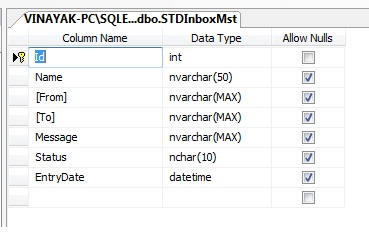 VINAYAK-PC\SQLE...dbo.STDInboxMst
Column Name Data Type Allow Nulls
Id int
Name nvarchar(50)
[From] nvarchar(MAX)
[To] nvarchar(MAX)
Message nvarchar(MAX)
Status nchar(10)
EntryDate datetime